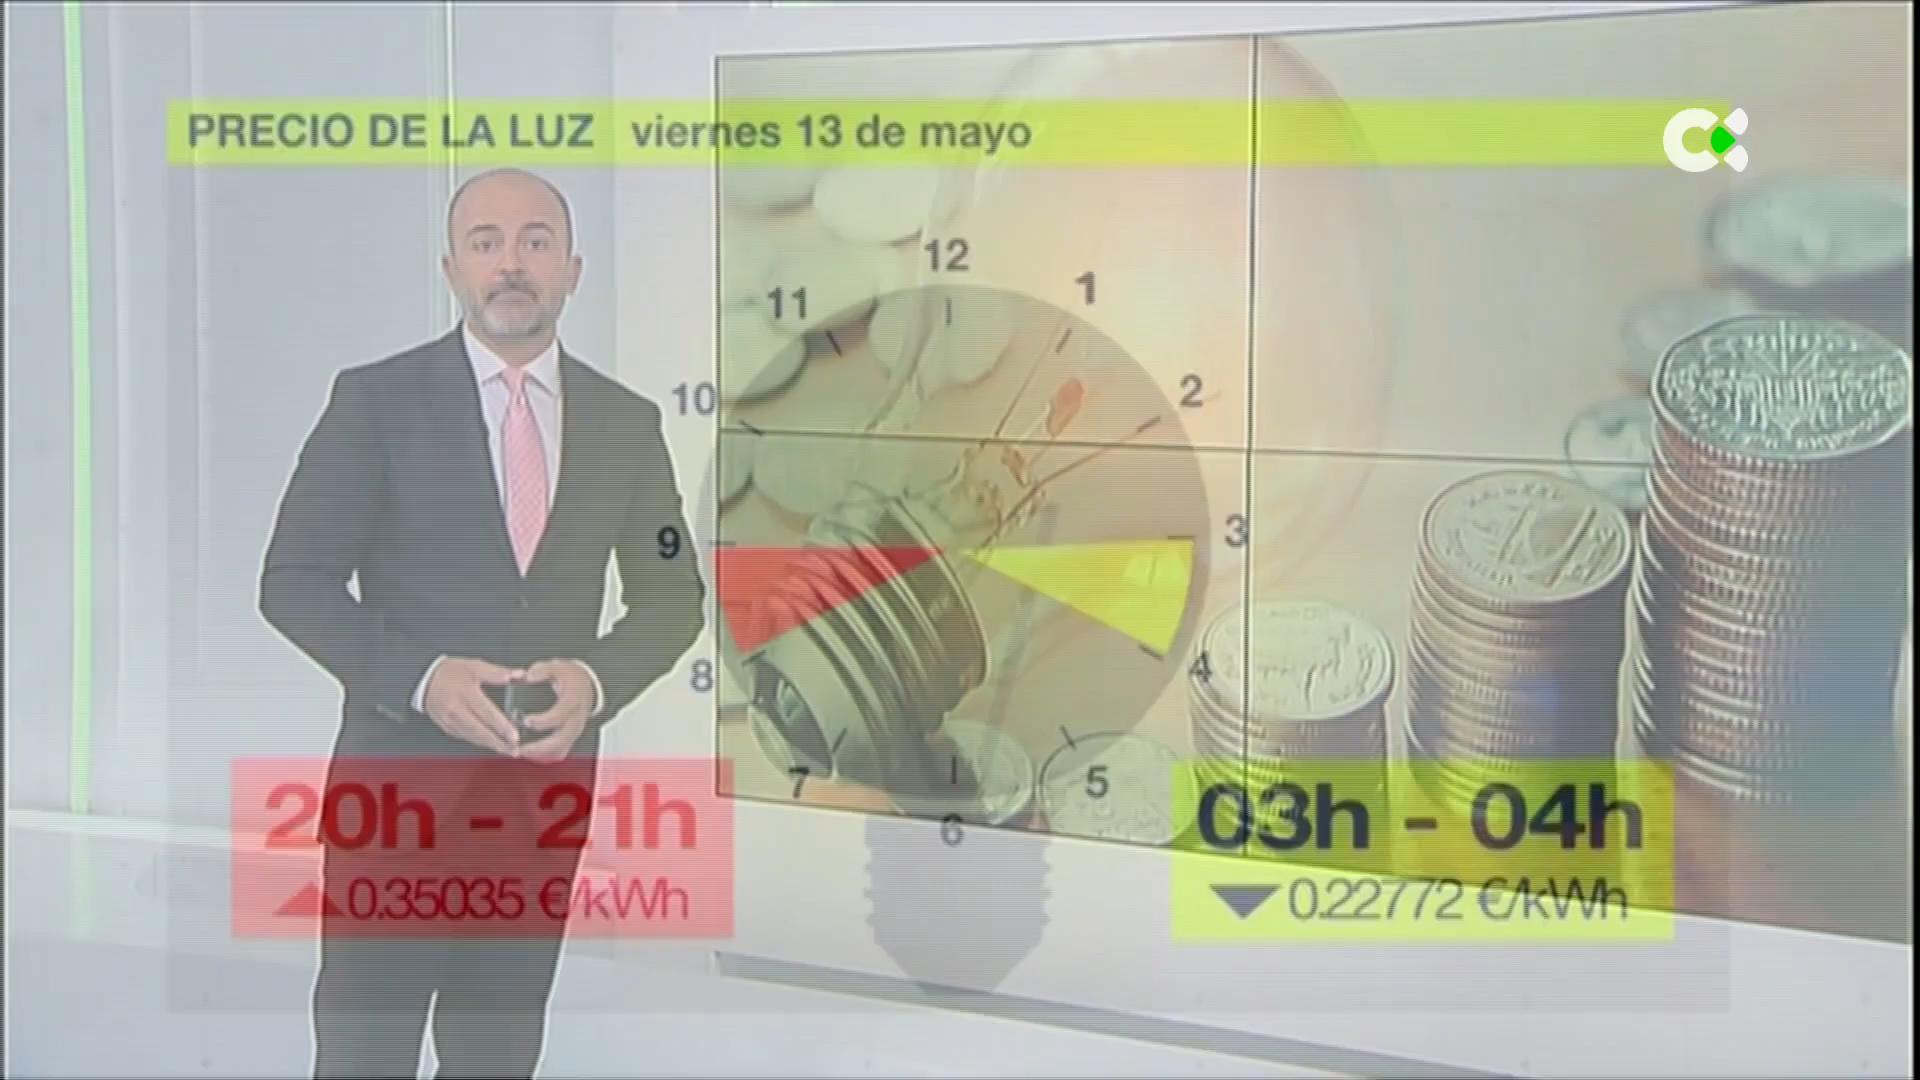 PRECIO DE LA LUZ viernes 13 de mayo
12
11
1
10
2
9
3
8
4
7
5
6
20h - 21h
0.35035 €/kWh
03h - 04h
0.22772 €/kWh